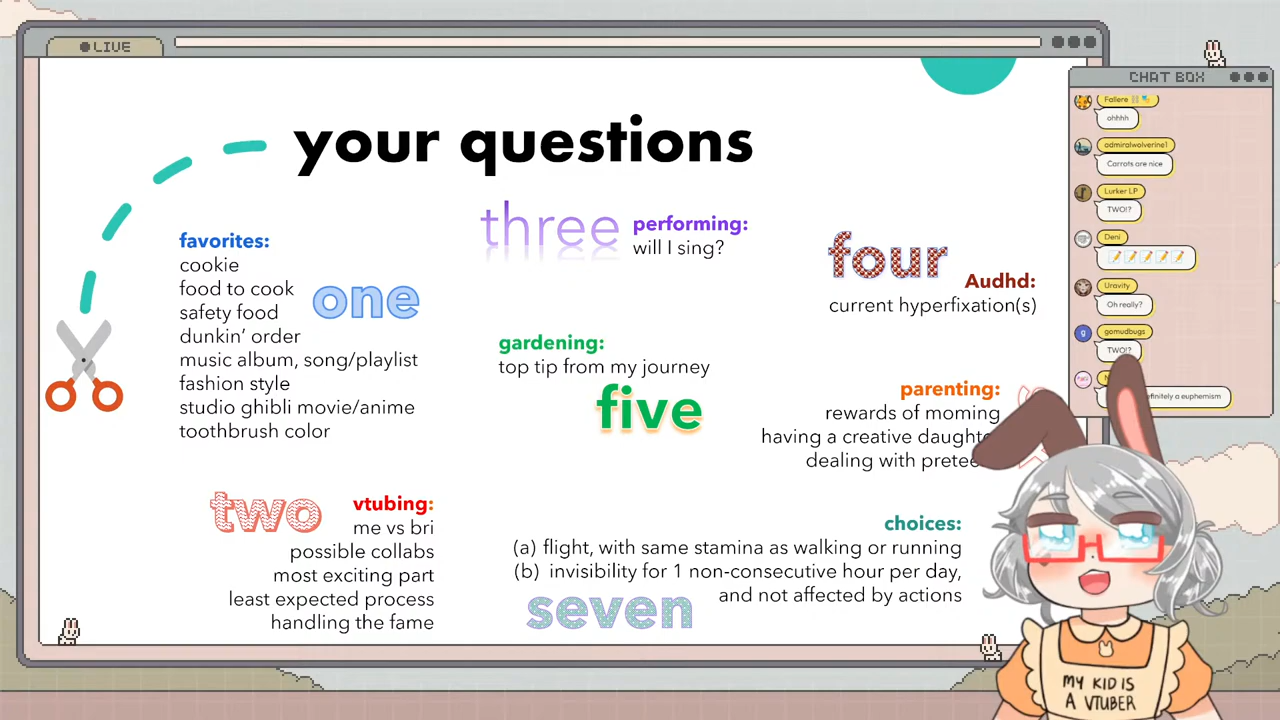 LIVE
your questions
favorites:
cookie
food to cook
safety food
dunkin' order
music album, song/playlist
fashion style
studio ghibli movie/anime
toothbrush color
one
three
performing:
will I sing?
four
Audhd:
current hyperfixation(s)
gardening:
top tip from my journey
five
parenting:
rewards of moming
having a creative daughte
dealing with pretee
two
vtubing:
me vs bri
possible collabs
most exciting part
least expected process
handling the fame
choices:
(a) flight, with same stamina as walking or running
(b) invisibility for 1 non-consecutive hour per day,
and not affected by actions
seven
CHAT BOX
Fallere
ohhhh
admiralwolverine1
Carrots are nice
Lurker LP
TWO!?
Deni
Uravity
Oh really?
gomudbugs
TWO!?
efinitely a euphemism
MY KID IS
A VTUBER